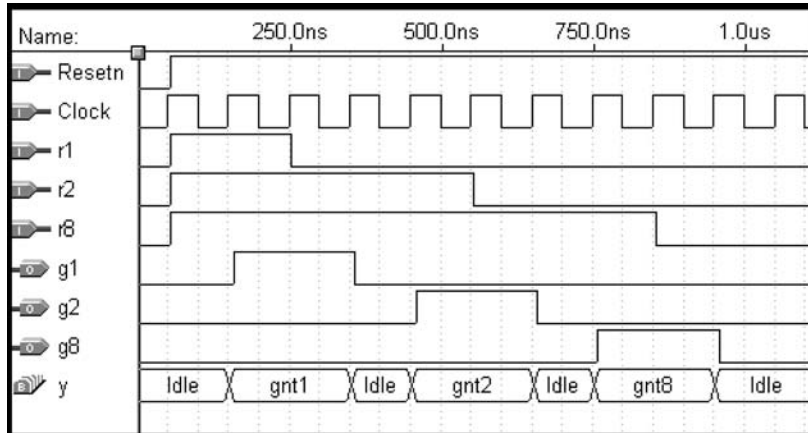 Name: 250.0ns 500.0ns 750.0ns 1.0us
Resetn
Clock
r1
r2
r8
g1
g2
g8
y Idle gnt1 Idle gnt2 Idle gnt8 Idle